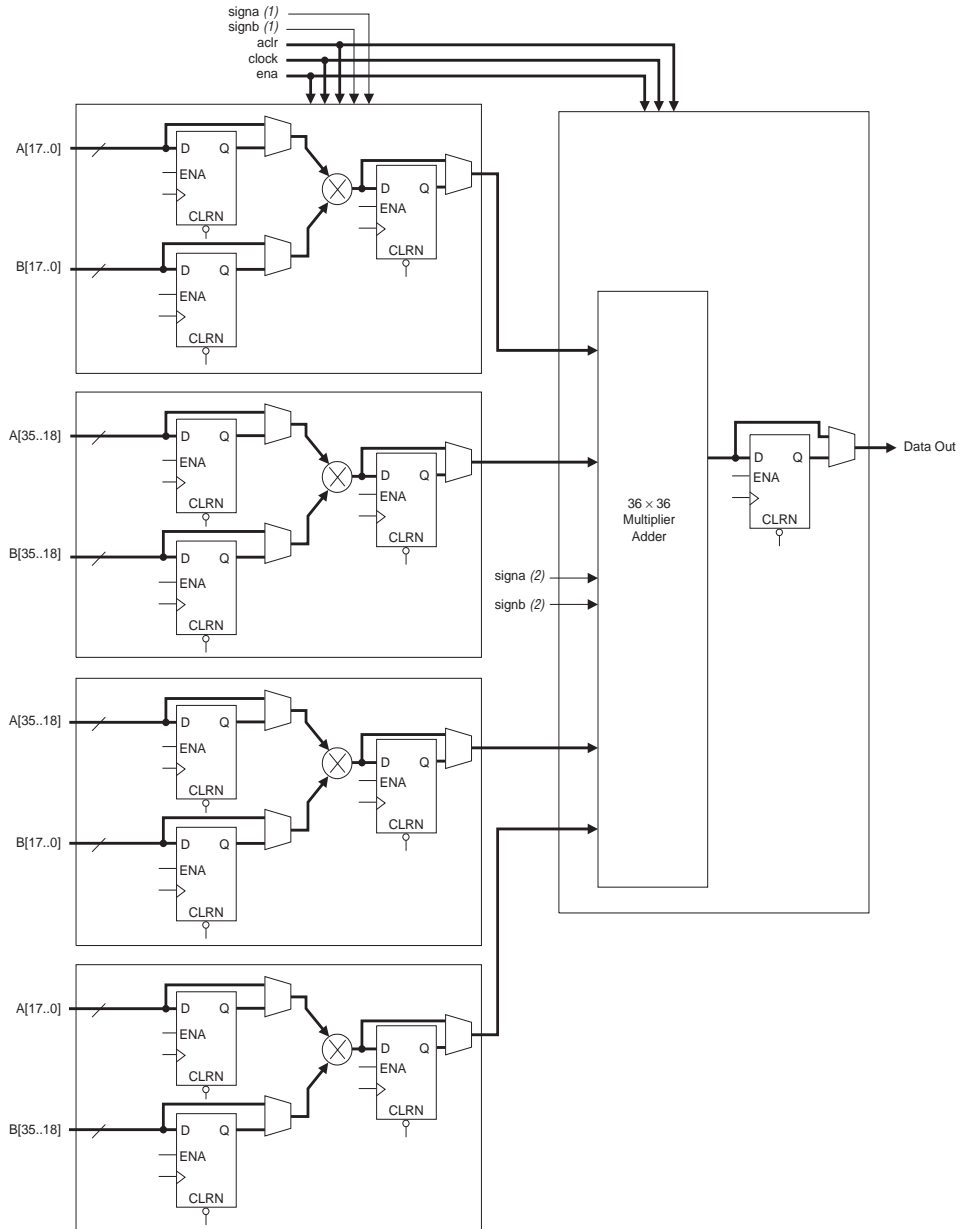 signa (1)
signb (1)
aclr
clock
ena
A[17..0]
D Q
ENA
CLRN
D Q
ENA
CLRN
B[17..0]
D Q
ENA
CLRN
A[35..18]
D Q
ENA
CLRN
D Q
ENA
CLRN
B[35..18]
D Q
ENA
CLRN
A[35..18]
D Q
ENA
CLRN
D Q
ENA
CLRN
B[17..0]
D Q
ENA
CLRN
A[17..0]
D Q
ENA
CLRN
D Q
ENA
CLRN
B[35..18]
D Q
ENA
CLRN
36 × 36
Multiplier
Adder
signa (2)
signb (2)
D Q
ENA
CLRN
Data Out